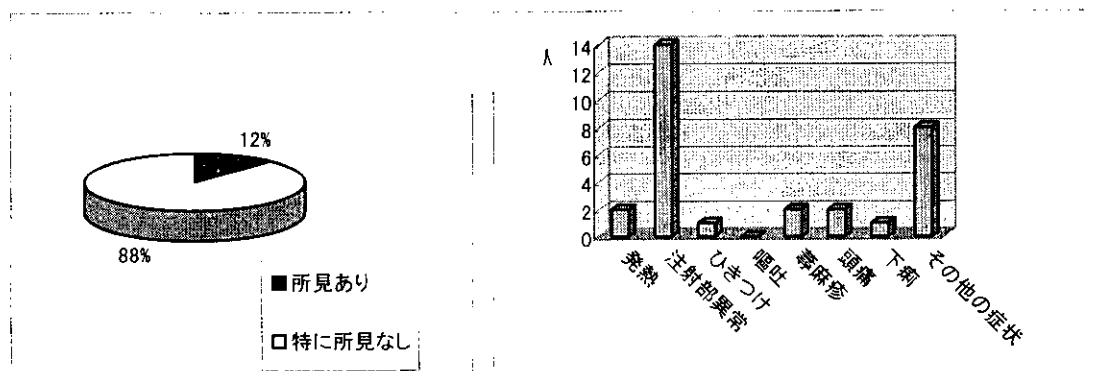 12%
88%
■所見あり
□特に所見なし
人
14
12
10
8
6
4
2
0
発熱
注射部異常
ひきつけ
嘔吐
蕁麻疹
頭痛
下痢
その他の症状